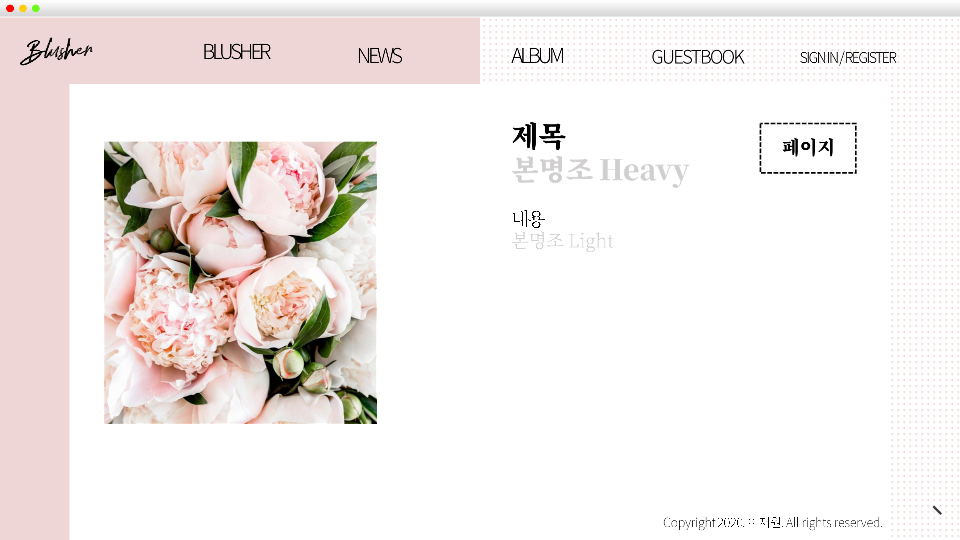 Blusher
BLUSHER
NEWS
ALBUM
GUESTBOOK
SIGN IN / REGISTER
제목
본명조 Heavy
페이지
내용
본명조 Light
Copyright 2020. 지원. All rights reserved.